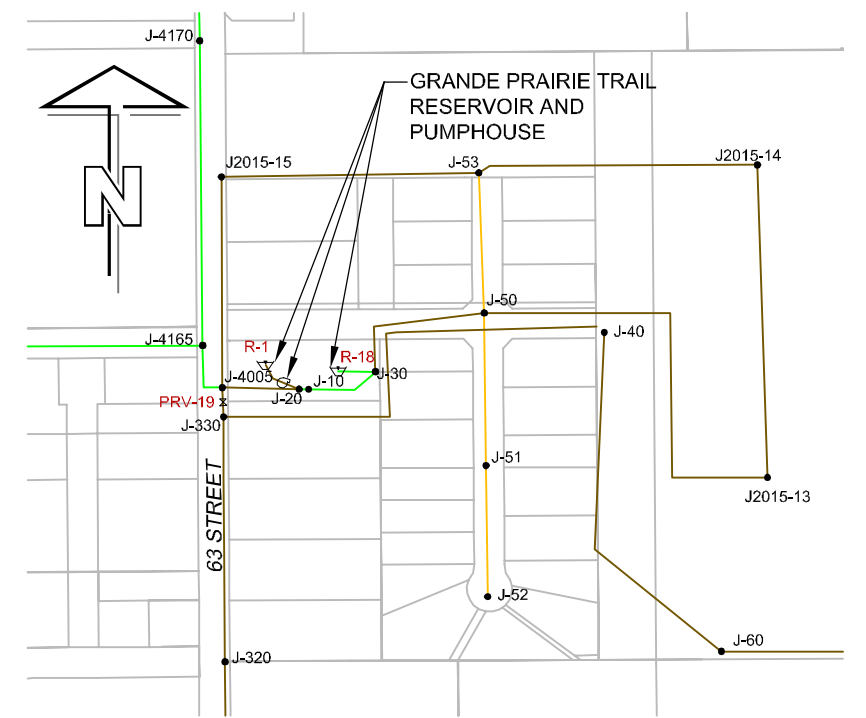 J-4170
GRANDE PRAIRIE TRAIL
RESERVOIR AND
PUMPHOUSE
J2015-15
J-53
J2015-14
N
J-50
J-40
J-4165
R-1
R-18
J-30
J-4005
J-10
J-20
PRV-19
J-330
J-51
J2015-13
63 STREET
J-52
J-60
J-320